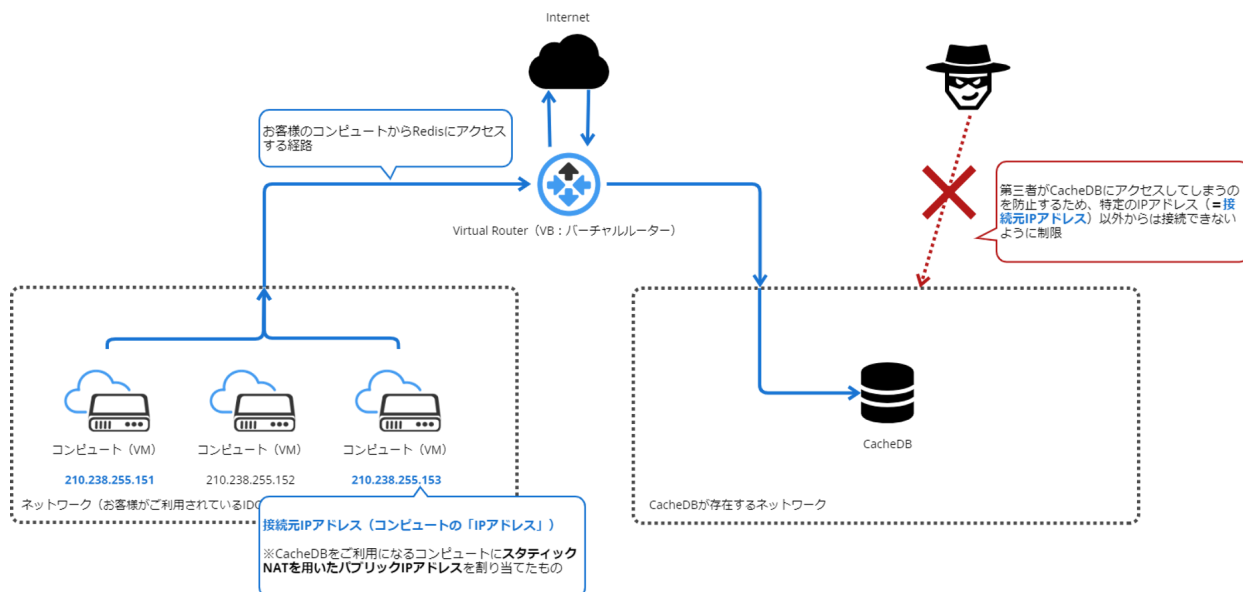 Internet
お客様のコンピュートからRedisにアクセス
する経路
Virtual Router（VB：バーチャルルーター）
第三者がCacheDBにアクセスしてしまうの
を防止するため、特定のIPアドレス（＝接
続元IPアドレス）以外からは接続できない
ように制限
コンピュート（VM）
コンピュート（VM）
コンピュート（VM）
210.238.255.151
210.238.255.152
210.238.255.153
ネットワーク（お客様がご利用されているIDC
接続元IPアドレス（コンピュートの「IPアドレス」）
※CacheDBをご利用になるコンピュートにスタティック
NATを用いたパブリックIPアドレスを割り当てたもの
CacheDB
CacheDBが存在するネットワーク